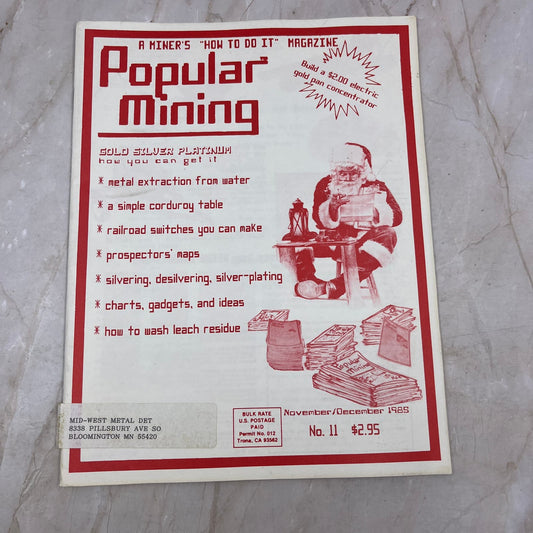 A MINER'S "HOW TO DO IT" MAGAZINE
Popular
mining
Build a $2.00 electric
gold pan concentrator
GOLD SILVER PLATINUM
how you can get it
* metal extraction from water
* a simple corduroy table
* railroad switches you can make
* prospectors' maps
* silvering, desilvering, silver-plating
* charts, gadgets, and ideas
* how to wash leach residue
Popular
Mining
MID-WEST METAL DET
8338 PILLSBURY AVE SO
BLOOMINGTON MN 55420
BULK RATE
U.S. POSTAGE
PAID
Permit No. 012
Trona, CA 93562
November/December 1985
No. 11 $2.95